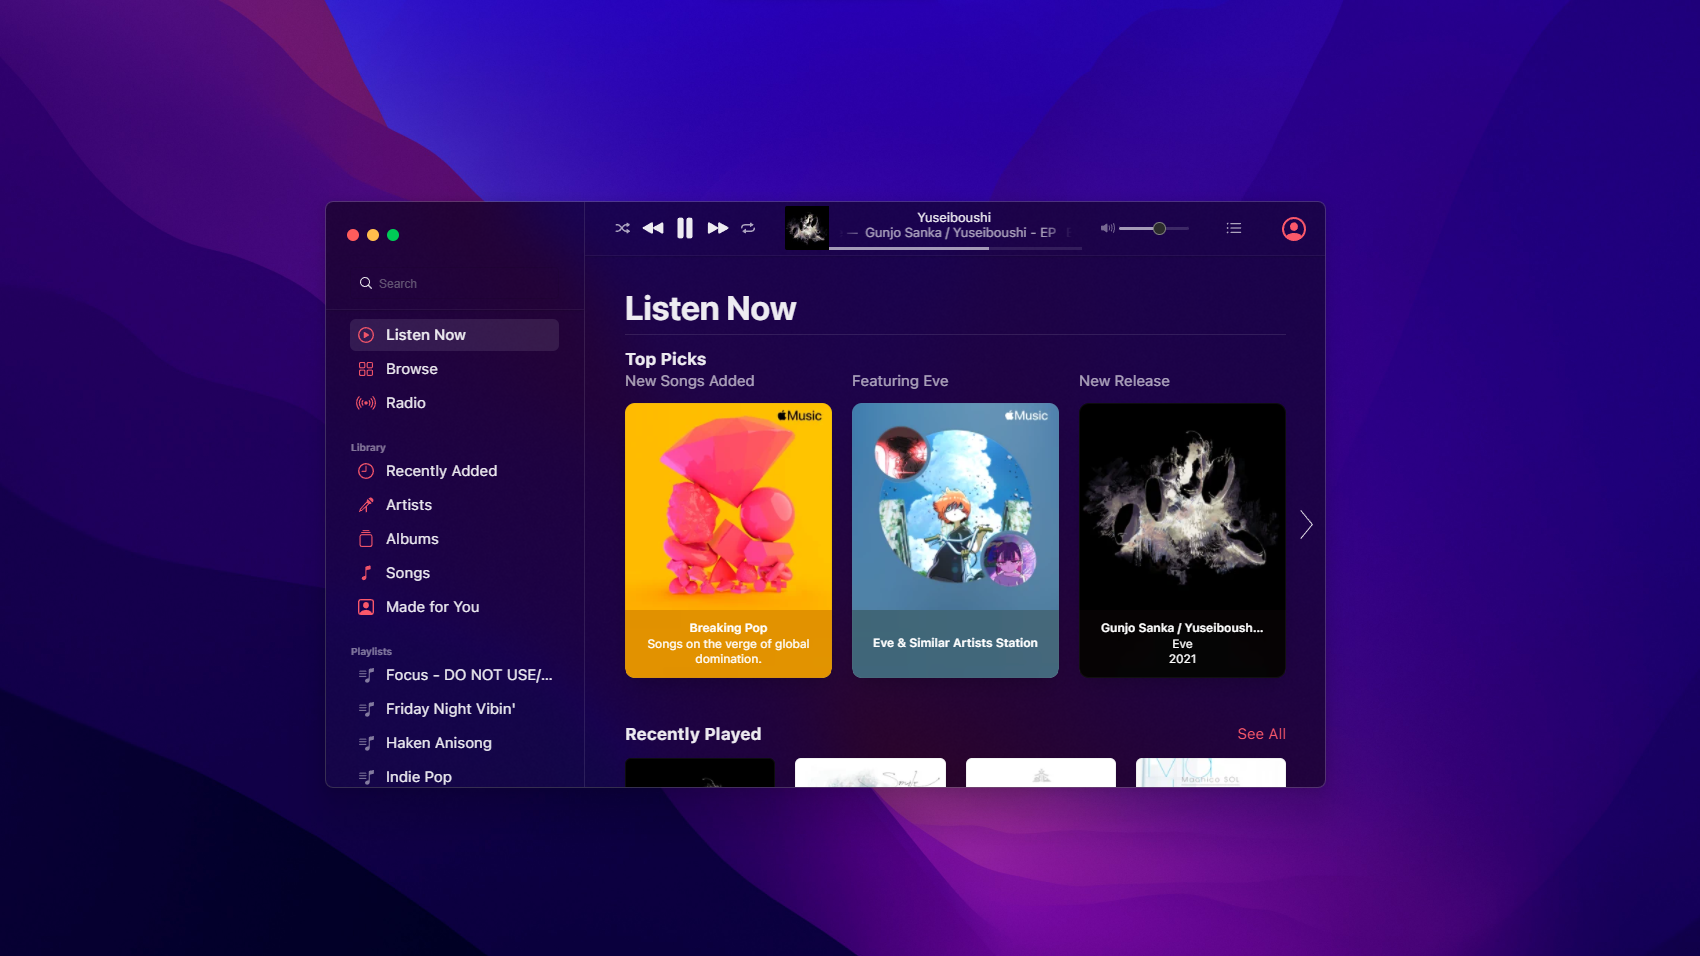 Yuseiboushi
— Gunjo Sanka / Yuseiboushi - EP
Search
Listen Now
Browse
Radio
Library
Recently Added
Artists
Albums
Songs
Made for You
Playlists
Focus - DO NOT USE/...
Friday Night Vibin'
Haken Anisong
Indie Pop
Listen Now
Top Picks
New Songs Added
Featuring Eve
New Release
Music
Music
Breaking Pop
Songs on the verge of global
domination.
Eve & Similar Artists Station
Gunjo Sanka / Yuseiboush...
Eve
2021
Recently Played
See All
Machico SOL